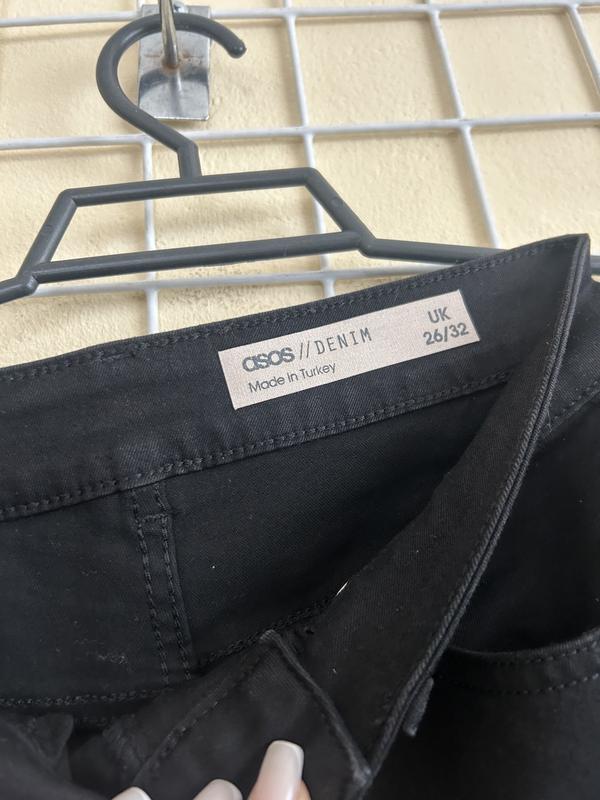 asos //DENIM
Made in Turkey
UK
26/32